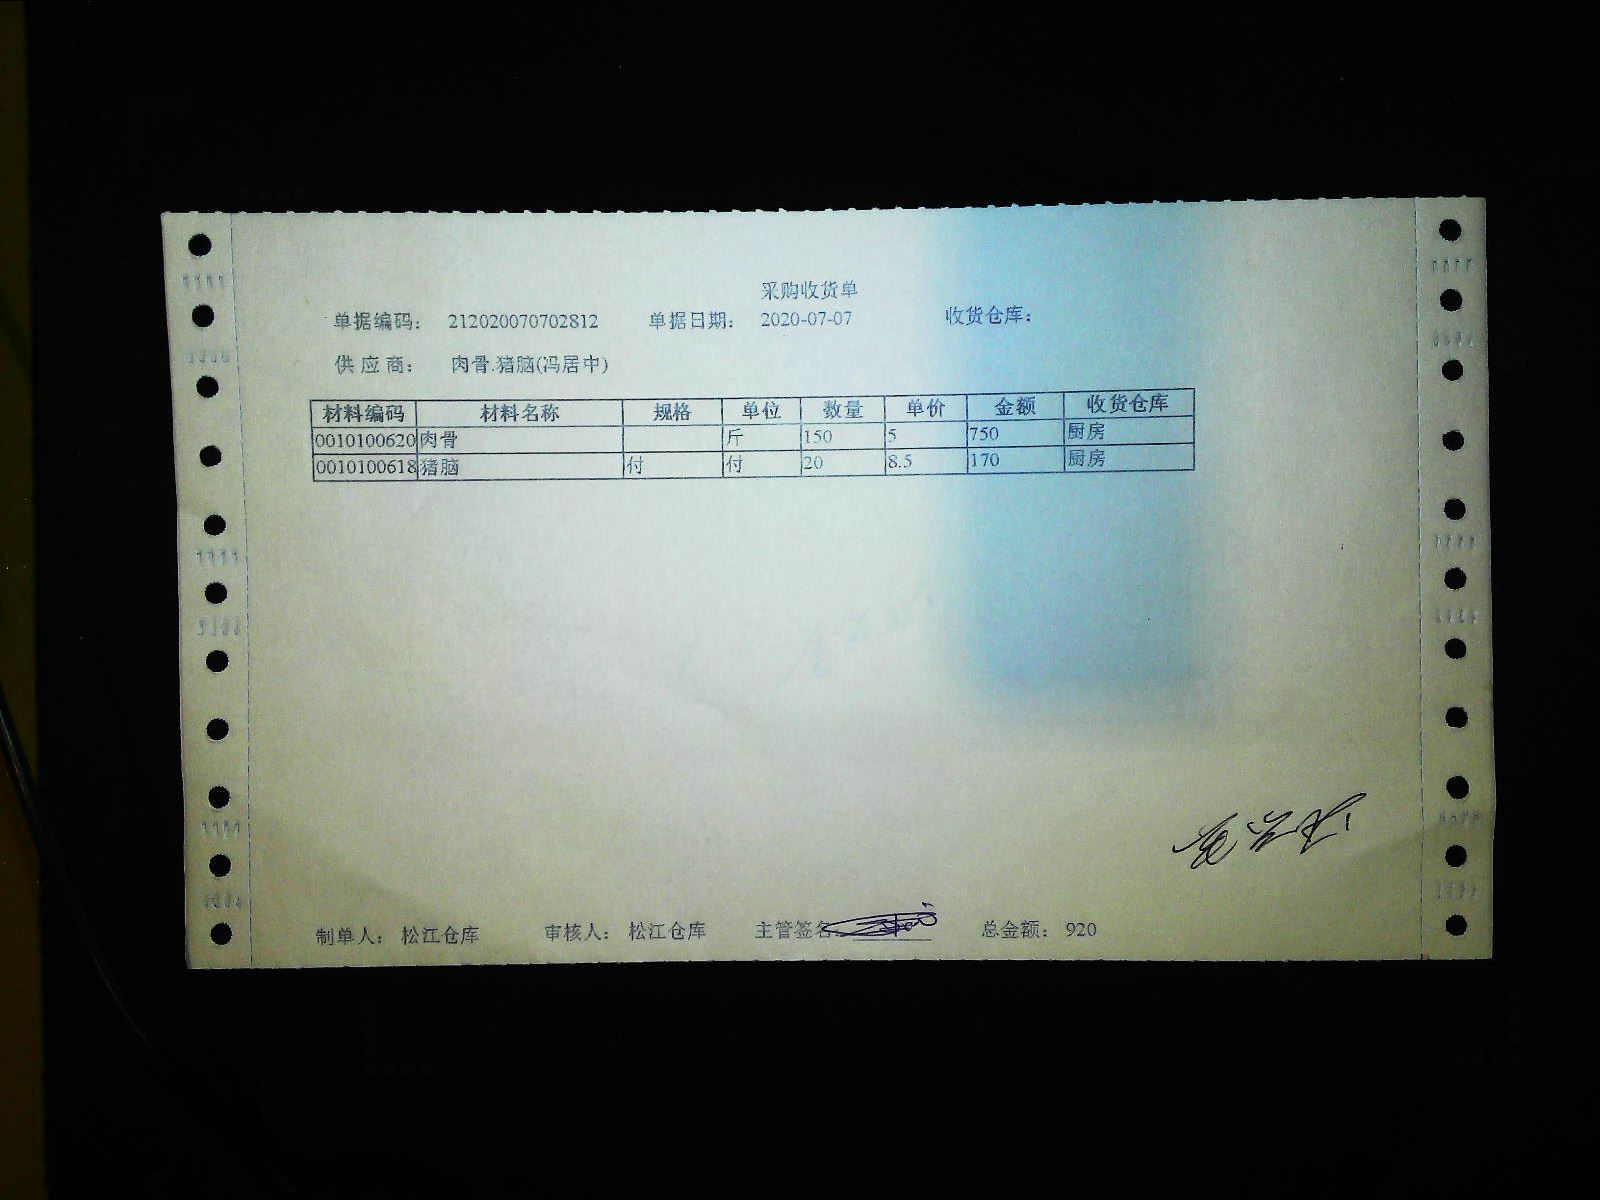 采购收货单
单据编码： 212020070702812 单据日期： 2020-07-07 收货仓库：
供 应 商： 肉骨.猪脑(冯居中)
材料编码 材料名称 规格 单位 数量 单价 金额 收货仓库
0010100620 肉骨 斤 150 5 750 厨房
0010100618 猪脑 付 付 20 8.5 170 厨房
制单人： 松江仓库 审核人： 松江仓库 主管签名 总金额： 920